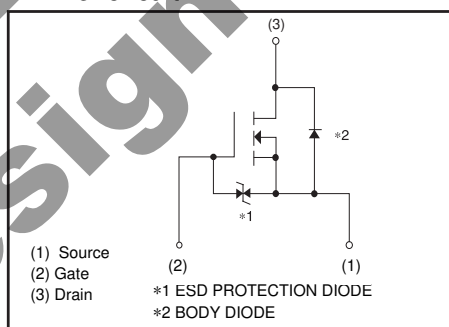 (3)
*2
*1
(1) Source
(2) Gate
(3) Drain
(2)
(1)
*1 ESD PROTECTION DIODE
*2 BODY DIODE